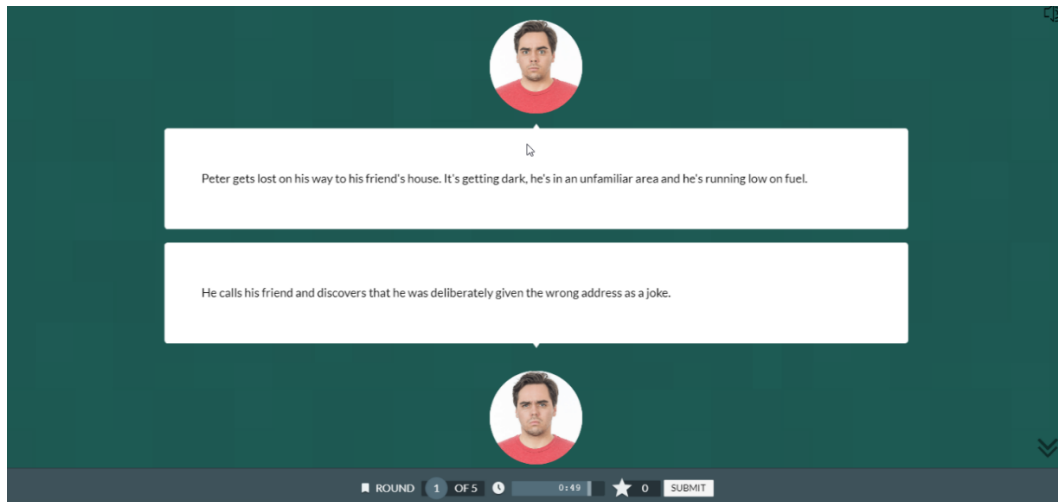 Peter gets lost on his way to his friend's house. It's getting dark, he's in an unfamiliar area and he's running low on fuel.
He calls his friend and discovers that he was deliberately given the wrong address as a joke.
ROUND 1 OF 5 0:49 0 SUBMIT